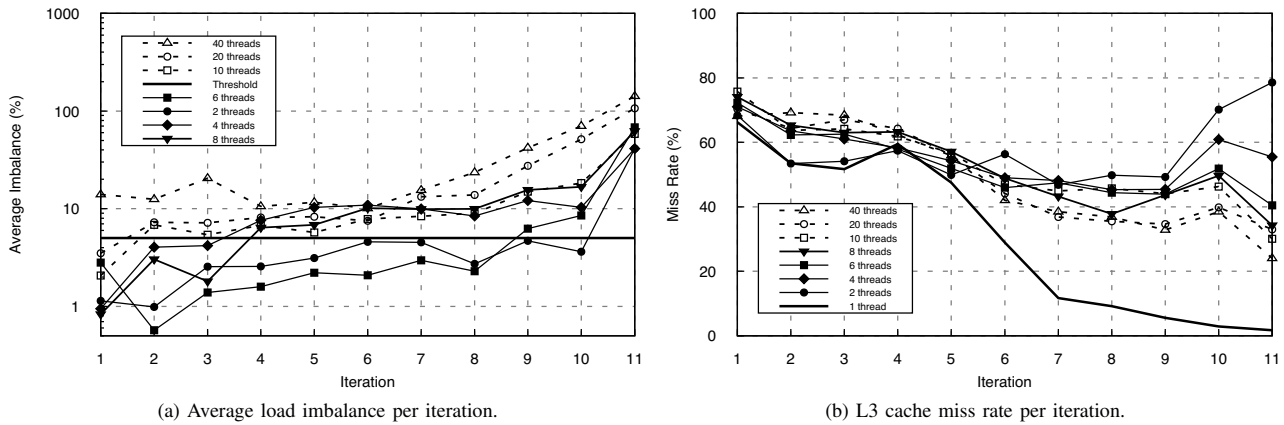 1000
100
10
1
Average Imbalance (%)
40 threads
20 threads
10 threads
Threshold
6 threads
2 threads
4 threads
8 threads
1 2 3 4 5 6 7 8 9 10 11
Iteration
(a) Average load imbalance per iteration.
100
80
60
40
20
0
Miss Rate (%)
40 threads
20 threads
10 threads
8 threads
6 threads
4 threads
2 threads
1 thread
1 2 3 4 5 6 7 8 9 10 11
Iteration
(b) L3 cache miss rate per iteration.